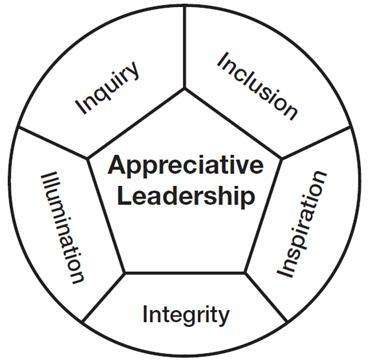 Inquiry
Inclusion
Appreciative
Leadership
Illumination
Inspiration
Integrity